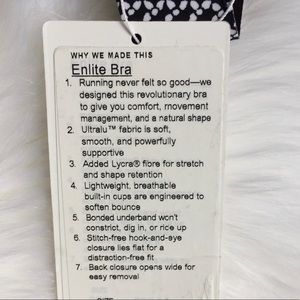 WHY WE MADE THIS
Enlite Bra
1. Running never felt so good—we
designed this revolutionary bra
to give you comfort, movement
management, and a natural shape
2. Ultralu™ fabric is soft,
smooth, and powerfully
supportive
3. Added Lycra® fibre for stretch
and shape retention
4. Lightweight, breathable
built-in cups are engineered to
soften bounce
5. Bonded underband won't
constrict, dig in, or ride up
6. Stitch-free hook-and-eye
closure lies flat for a
distraction-free fit
7. Back closure opens wide for
easy removal